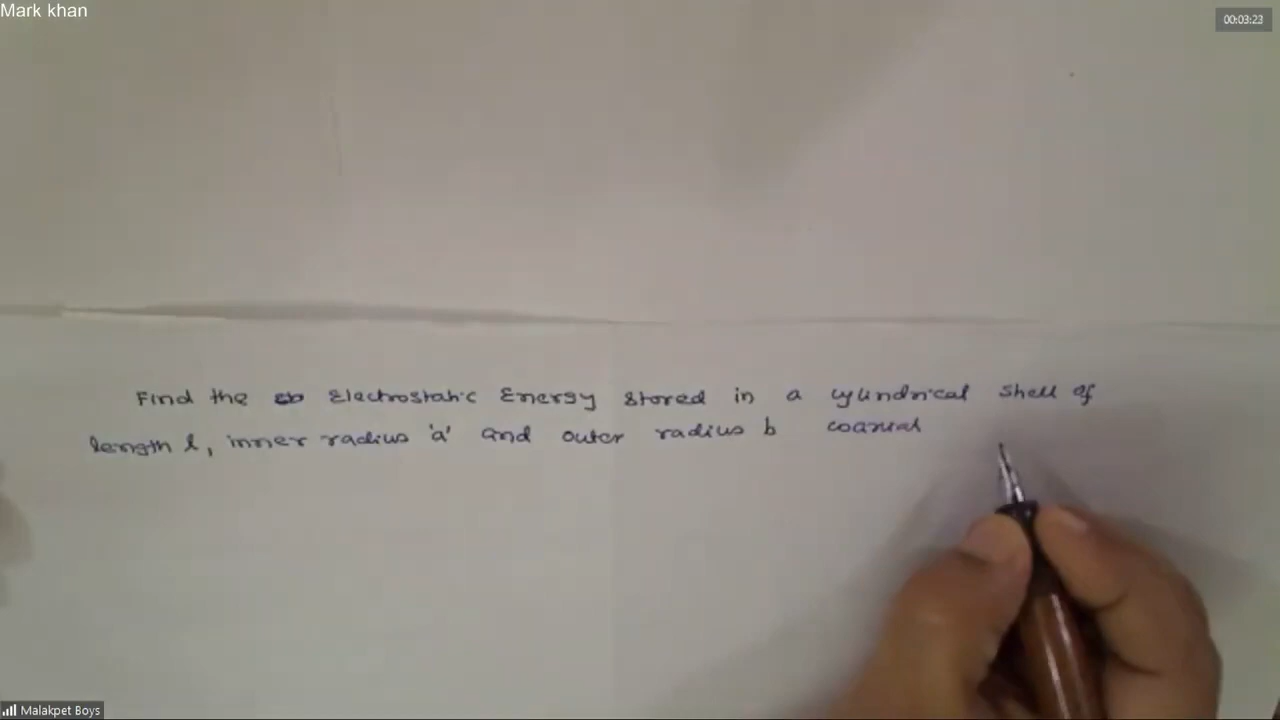 Mark khan
00:03:23
Find the Electrostatic Energy stored in a cylindrical shell of
length l, inner radius 'a' and outer radius b coaxial
Malakpet Boys